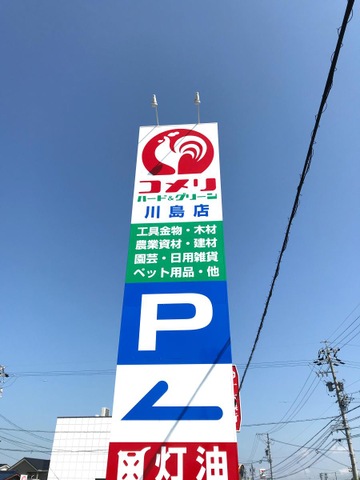 コメリ
ハード&グリーン
川島店
工具金物・木材
農業資材・建材
園芸・日用雑貨
ペット用品・他
P
灯油